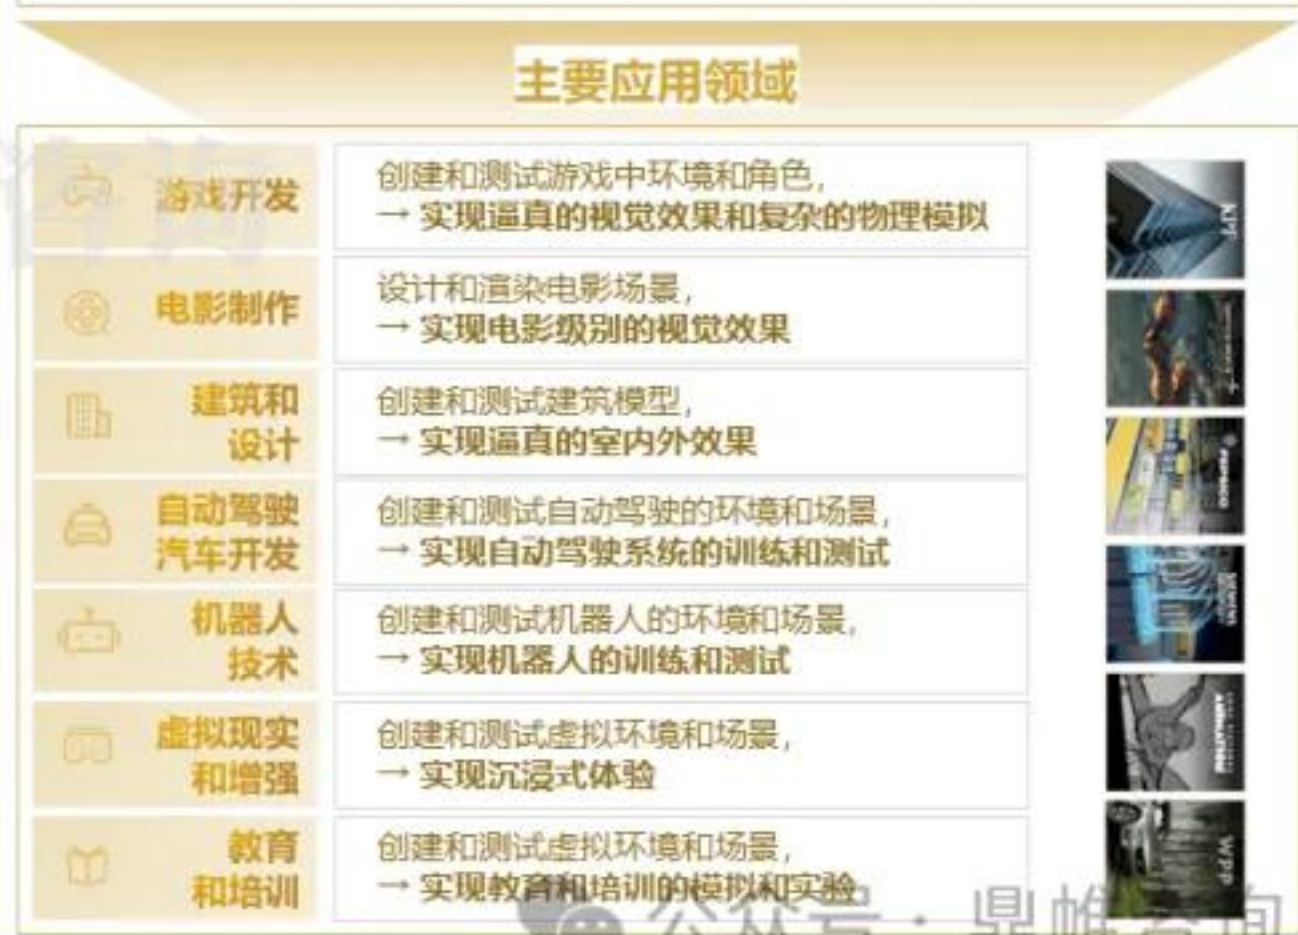 主要应用领域
游戏开发
创建和测试游戏中环境和角色,
→ 实现逼真的视觉效果和复杂的物理模拟
电影制作
设计和渲染电影场景,
→ 实现电影级别的视觉效果
建筑和
设计
创建和测试建筑模型,
→ 实现逼真的室内外效果
自动驾驶
汽车开发
创建和测试自动驾驶的环境和场景,
→ 实现自动驾驶系统的训练和测试
机器人
技术
创建和测试机器人的环境和场景,
→ 实现机器人的训练和测试
虚拟现实
和增强
创建和测试虚拟环境和场景,
→ 实现沉浸式体验
教育
和培训
创建和测试虚拟环境和场景,
→ 实现教育和培训的模拟和实验
KPF
PEPSICO
SIEMENS
ANIMATION
WPP
公众号 · 鼎帷咨询